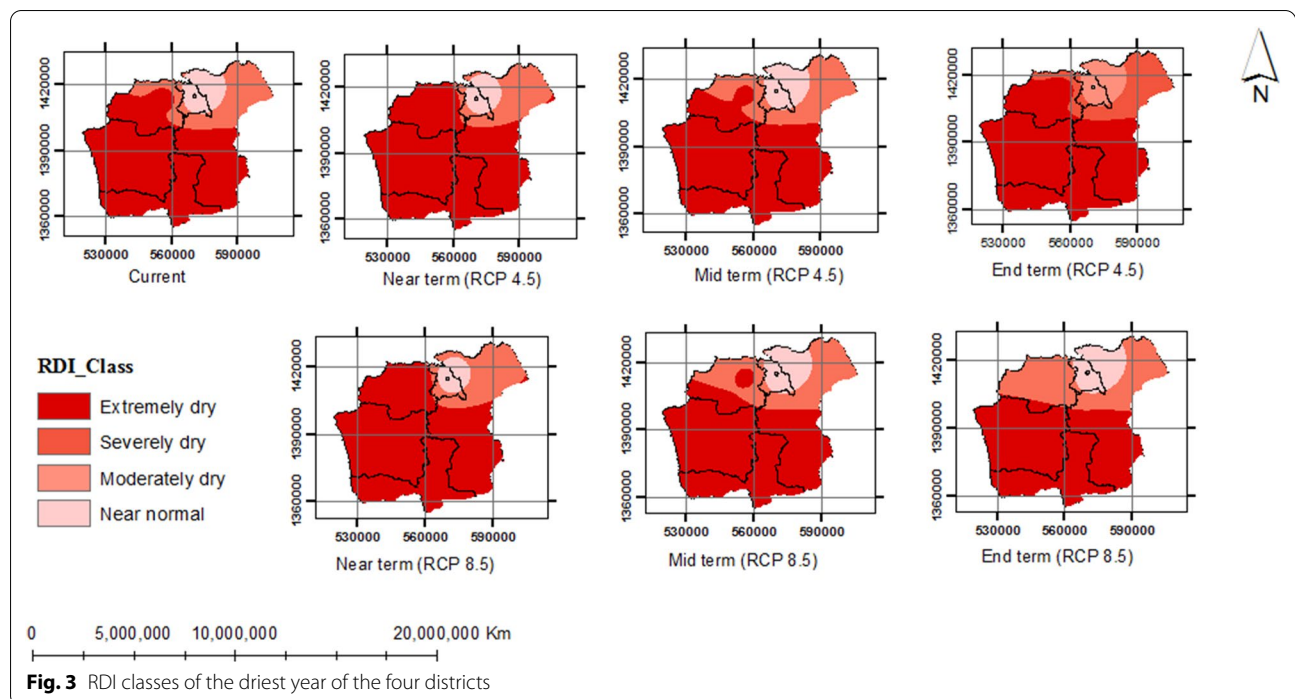 N
1420000
1390000
1360000
530000 560000 590000
Current
1420000
1390000
1360000
530000 560000 590000
Near term (RCP 4.5)
1420000
1390000
1360000
530000 560000 590000
Mid term (RCP 4.5)
1420000
1390000
1360000
530000 560000 590000
End term (RCP 4.5)
RDI_Class
Extremely dry
Severely dry
Moderately dry
Near normal
1420000
1390000
1360000
530000 560000 590000
Near term (RCP 8.5)
1420000
1390000
1360000
530000 560000 590000
Mid term (RCP 8.5)
1420000
1390000
1360000
530000 560000 590000
End term (RCP 8.5)
0 5,000,000 10,000,000 20,000,000 Km
Fig. 3 RDI classes of the driest year of the four districts